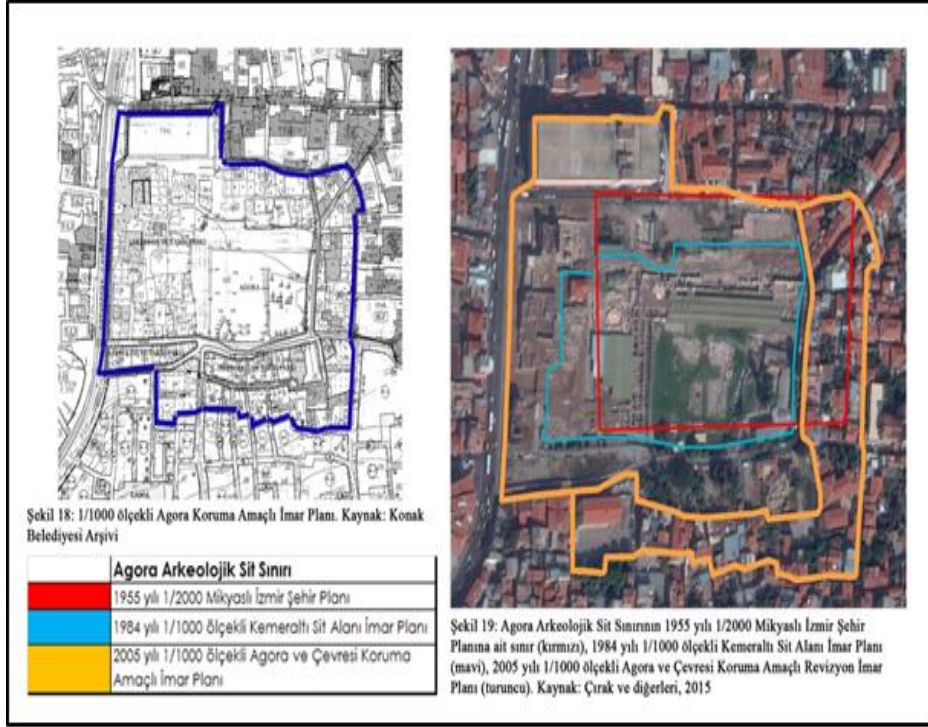 Şekil 18: 1/1000 ölçekli Agora Koruma Amaçlı İmar Planı. Kaynak: Konak
Belediyesi Arşivi
Agora Arkeolojik Sit Sınırı
1955 yılı 1/2000 Mikyaslı İzmir Şehir Planı
1984 yılı 1/1000 ölçekli Kemeraltı Sit Alanı İmar Planı
2005 yılı 1/1000 ölçekli Agora ve Çevresi Koruma
Amaçlı İmar Planı
Şekil 19: Agora Arkeolojik Sit Sınırının 1955 yılı 1/2000 Mikyaslı İzmir Şehir
Planına ait sınır (kırmızı), 1984 yılı 1/1000 ölçekli Kemeraltı Sit Alanı İmar Planı
(mavi), 2005 yılı 1/1000 ölçekli Agora ve Çevresi Koruma Amaçlı Revizyon İmar
Planı (turuncu). Kaynak: Çırak ve diğerleri, 2015
AGORA